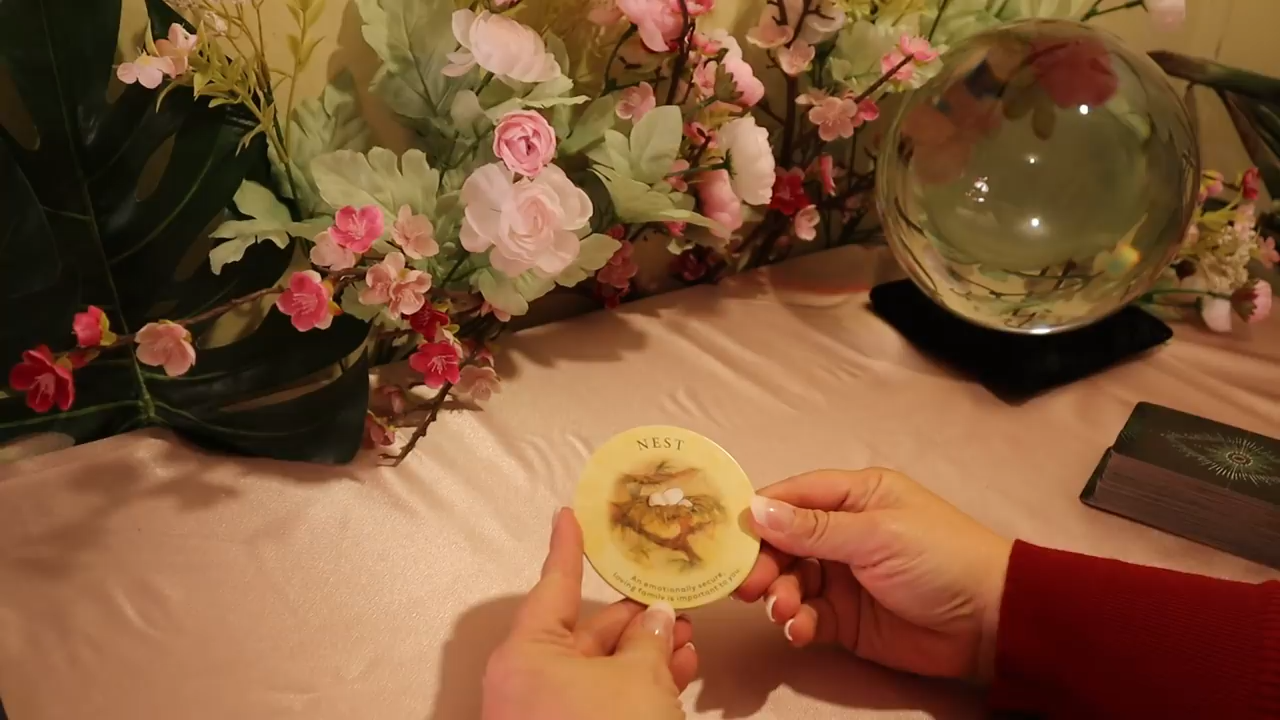 NEST
An emotionally secure,
loving family is important to you.